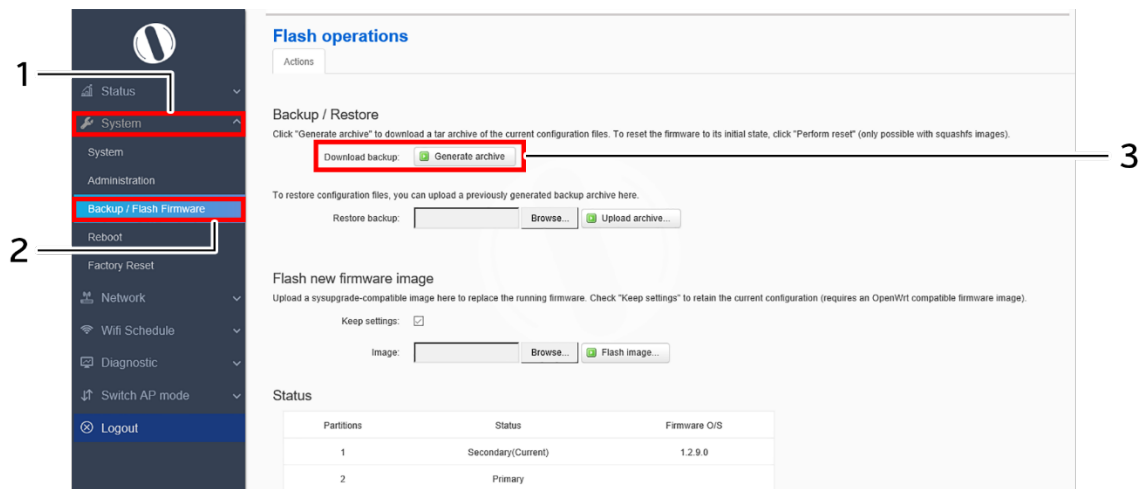 Flash operations
Actions
1
Status
System
System
Administration
Backup / Flash Firmware
2
Reboot
Factory Reset
Network
Wifi Schedule
Diagnostic
Switch AP mode
Logout
Backup / Restore
Click "Generate archive" to download a tar archive of the current configuration files. To reset the firmware to its initial state, click "Perform reset" (only possible with squashfs images).
Download backup: Generate archive
3
To restore configuration files, you can upload a previously generated backup archive here.
Restore backup: Browse... Upload archive...
Flash new firmware image
Upload a sysupgrade-compatible image here to replace the running firmware. Check "Keep settings" to retain the current configuration (requires an OpenWrt compatible firmware image).
Keep settings:
Image: Browse... Flash image...
Status
Partitions Status Firmware O/S
1 Secondary(Current) 1.2.9.0
2 Primary